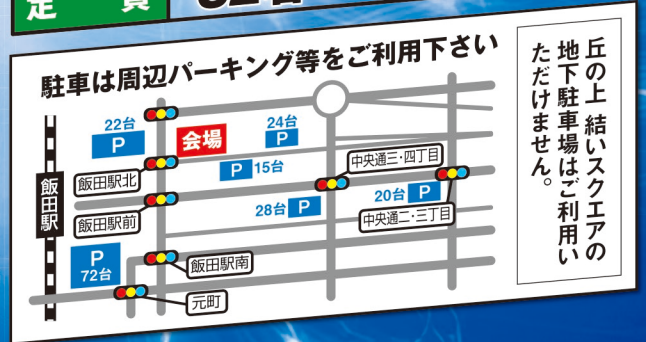 定員
駐車は周辺パーキング等をご利用下さい
22台
P
会場
24台
P
P 15台
飯田駅北
中央通三・四丁目
飯田駅
飯田駅前
28台 P
20台 P
中央通二・三丁目
P
72台
飯田駅南
元町
丘の上 結いスクエアの
地下駐車場はご利用い
ただけません。